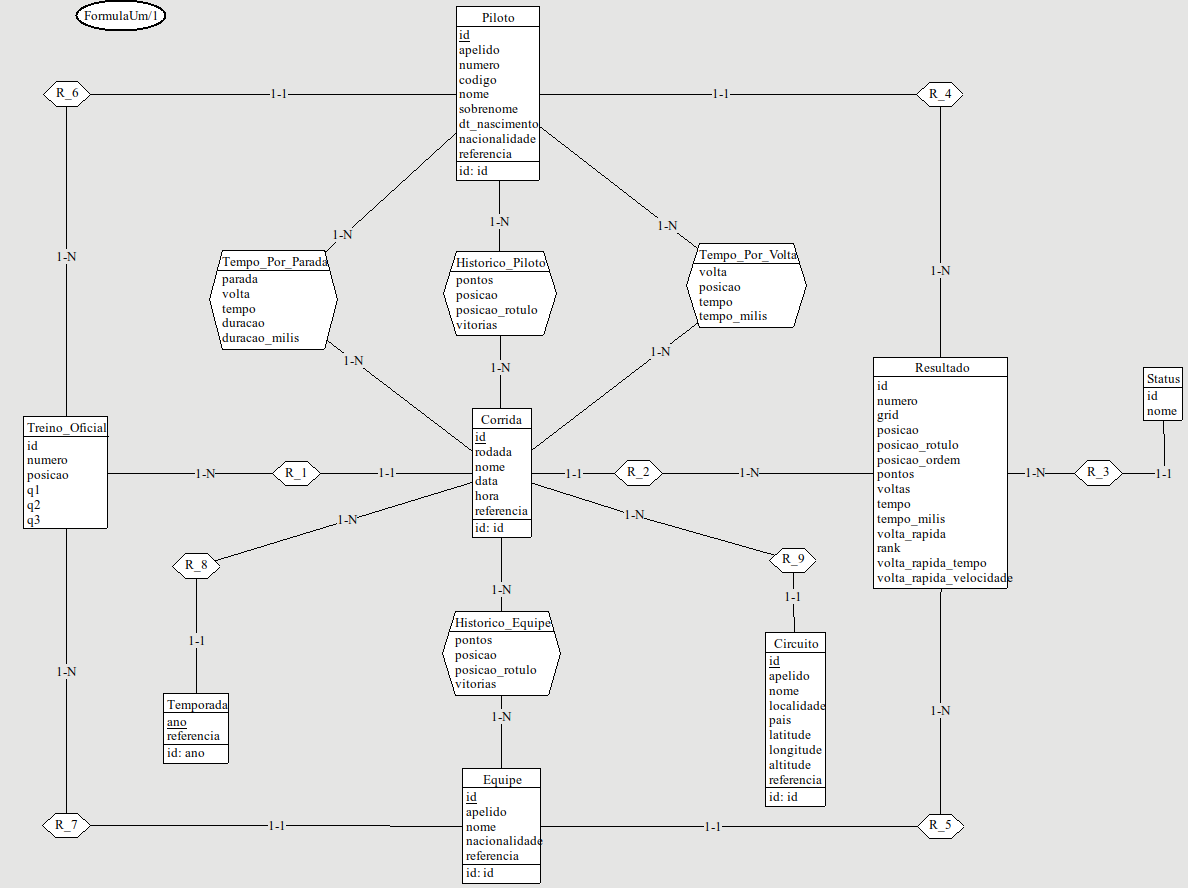 FormulaUm/1
Piloto
id
apelido
numero
codigo
nome
sobrenome
dt_nascimento
nacionalidade
referencia
id: id
R_6
1-1
1-1
R_4
1-N
1-N
1-N
1-N
1-N
Tempo_Por_Parada
parada
volta
tempo
duracao
duracao_milis
Historico_Piloto
pontos
posicao
posicao_rotulo
vitorias
Tempo_Por_Volta
volta
posicao
tempo
tempo_milis
1-N
1-N
1-N
Treino_Oficial
id
numero
posicao
q1
q2
q3
1-N
R_1
1-1
Corrida
id
rodada
nome
data
hora
referencia
id: id
1-1
R_2
1-N
Resultado
id
numero
grid
posicao
posicao_rotulo
posicao_ordem
pontos
voltas
tempo
tempo_milis
volta_rapida
rank
volta_rapida_tempo
volta_rapida_velocidade
1-N
R_3
1-1
Status
id
nome
1-N
1-N
R_8
R_9
1-N
1-1
1-1
Historico_Equipe
pontos
posicao
posicao_rotulo
vitorias
Circuito
id
apelido
nome
localidade
pais
latitude
longitude
altitude
referencia
id: id
1-N
1-N
1-N
Temporada
ano
referencia
id: ano
Equipe
id
apelido
nome
nacionalidade
referencia
id: id
R_7
1-1
1-1
R_5